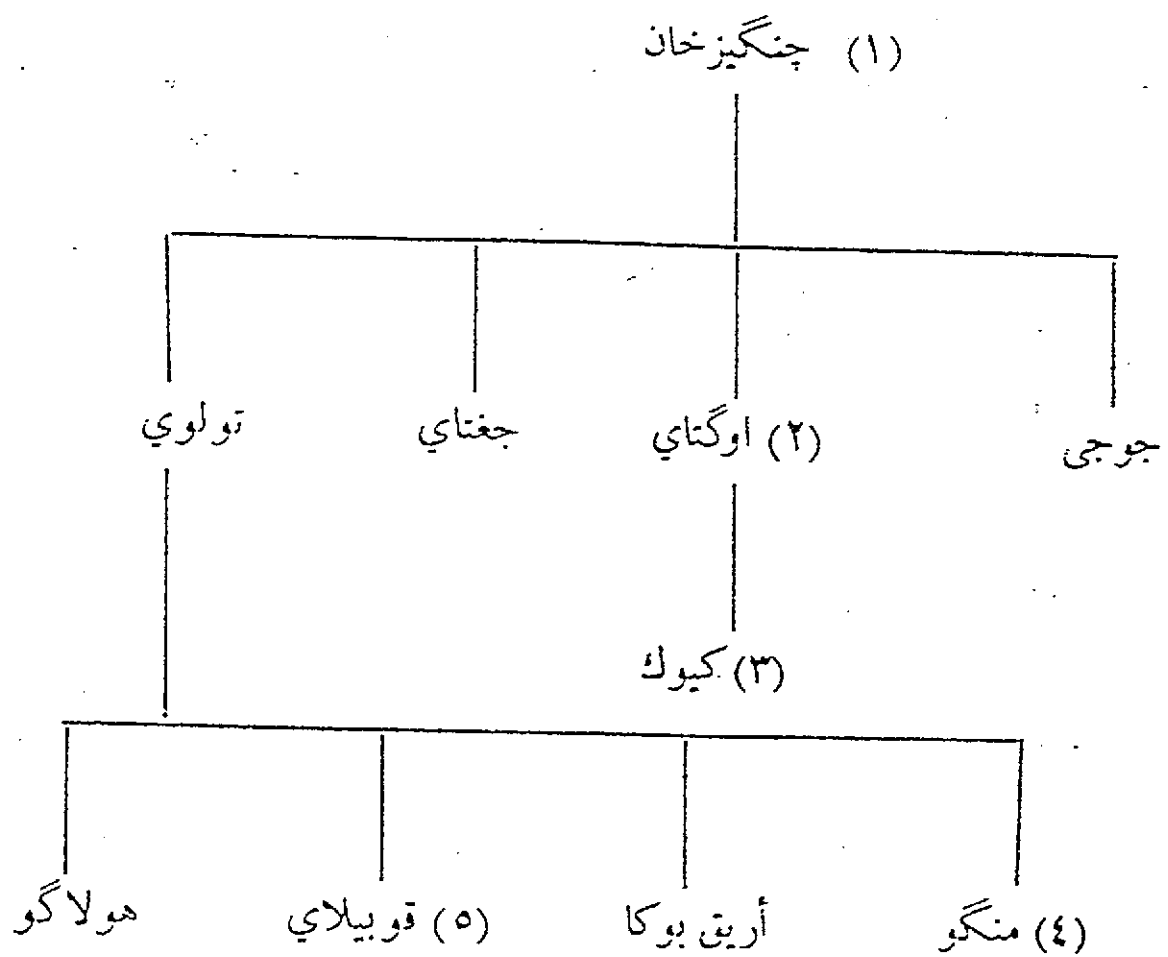 (١) چنگيزخان
جوجى (٢) اوگتاي جغتاي تولوي
(٣) كيوك
(٤) منگو أريق بوكا (٥) قوبيلاي هولاگو